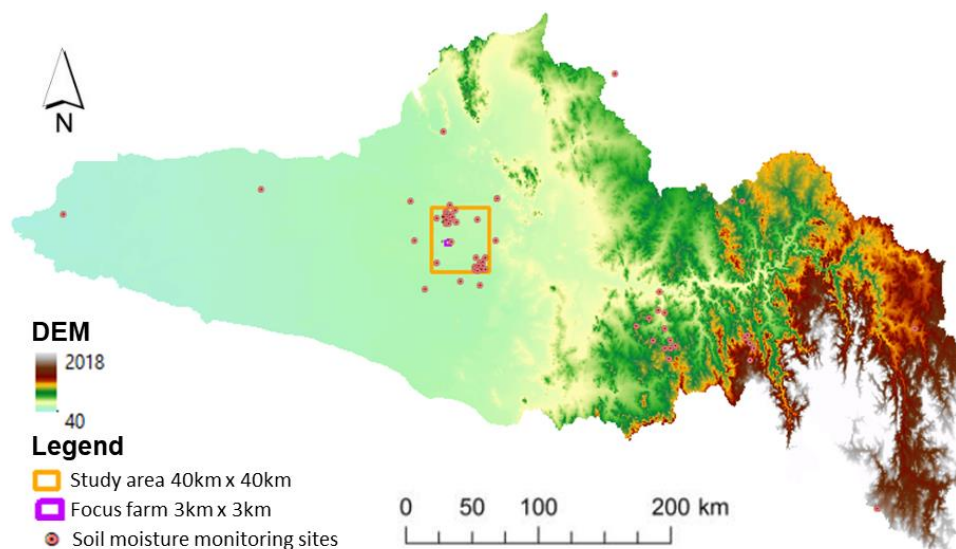 N
DEM
2018
40
Legend
Study area 40km x 40km
Focus farm 3km x 3km
Soil moisture monitoring sites
0 50 100 200 km